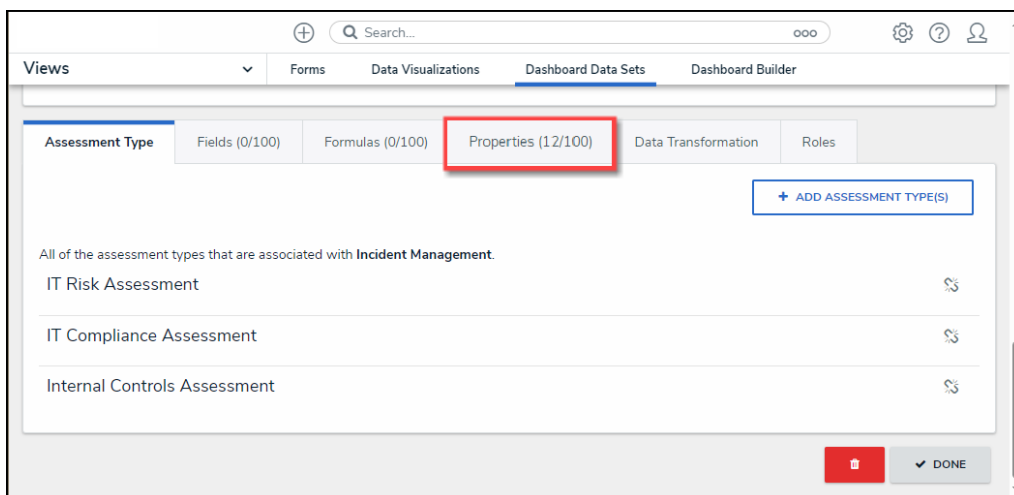 Search...
Views
Forms
Data Visualizations
Dashboard Data Sets
Dashboard Builder
Assessment Type
Fields (0/100)
Formulas (0/100)
Properties (12/100)
Data Transformation
Roles
+ ADD ASSESSMENT TYPE(S)
All of the assessment types that are associated with Incident Management.
IT Risk Assessment
IT Compliance Assessment
Internal Controls Assessment
DONE